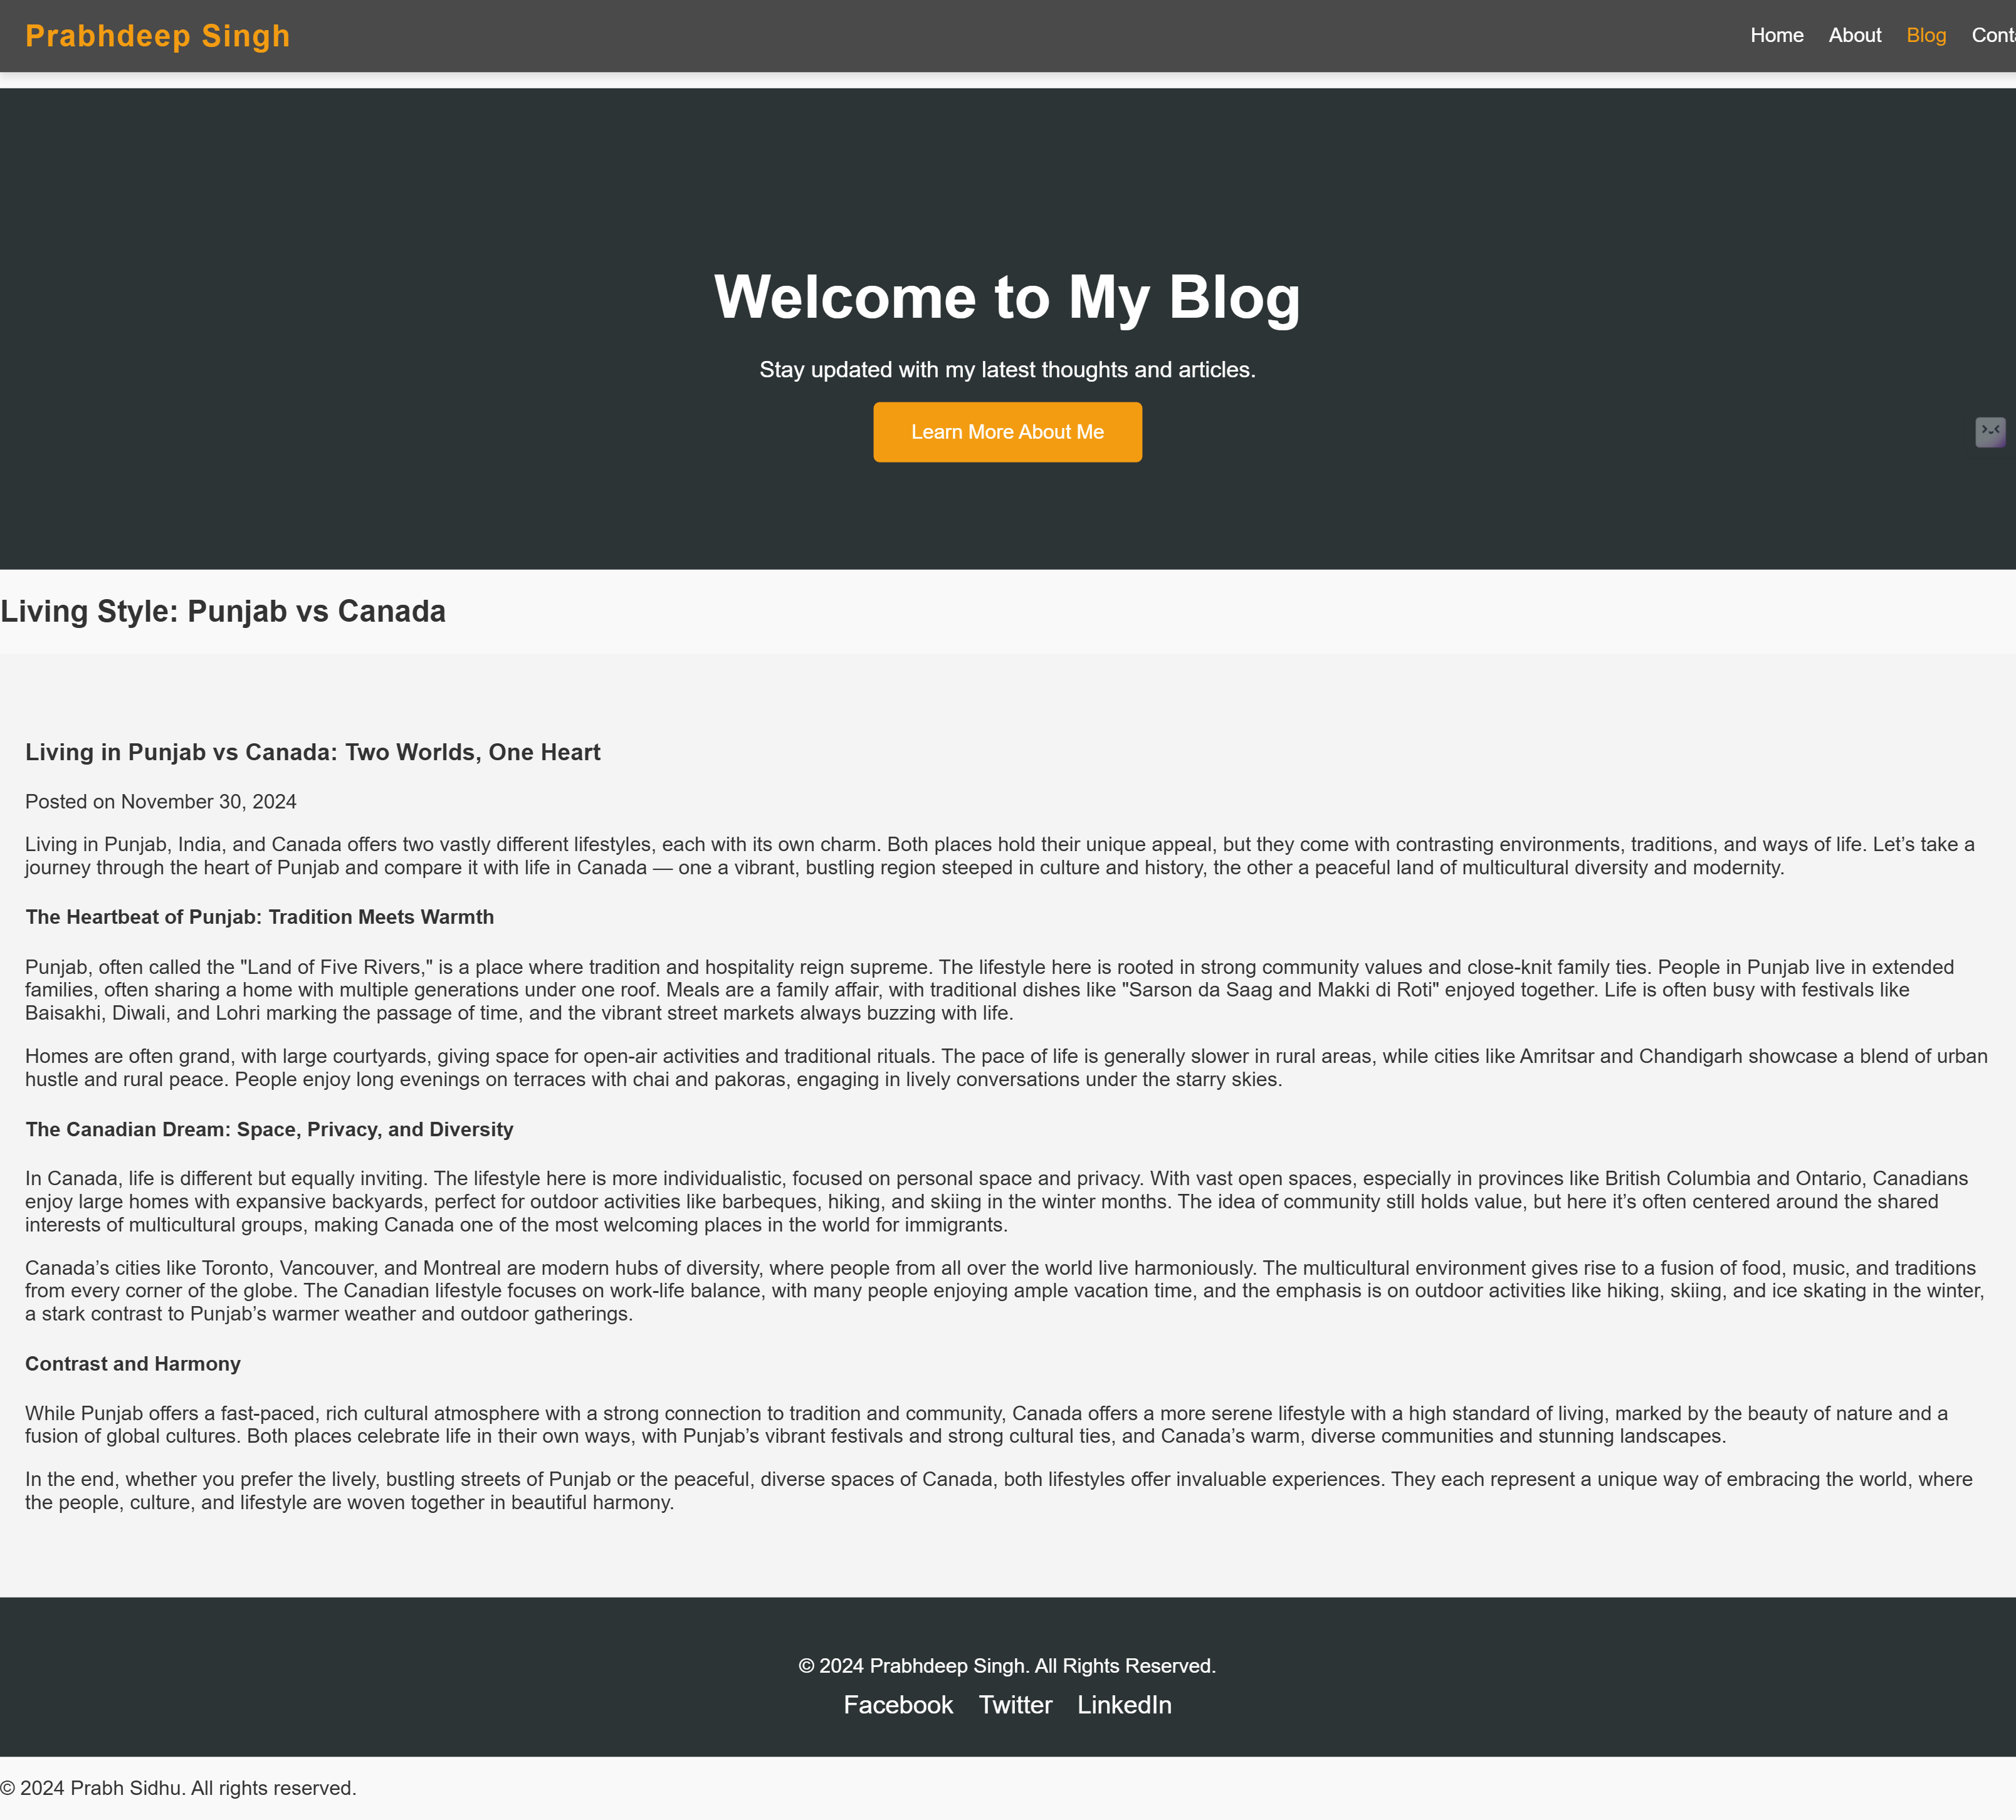 Prabhdeep Singh
Home About Blog Cont
Welcome to My Blog
Stay updated with my latest thoughts and articles.
Learn More About Me
Living Style: Punjab vs Canada
Living in Punjab vs Canada: Two Worlds, One Heart
Posted on November 30, 2024
Living in Punjab, India, and Canada offers two vastly different lifestyles, each with its own charm. Both places hold their unique appeal, but they come with contrasting environments, traditions, and ways of life. Let’s take a
journey through the heart of Punjab and compare it with life in Canada — one a vibrant, bustling region steeped in culture and history, the other a peaceful land of multicultural diversity and modernity.
The Heartbeat of Punjab: Tradition Meets Warmth
Punjab, often called the "Land of Five Rivers," is a place where tradition and hospitality reign supreme. The lifestyle here is rooted in strong community values and close-knit family ties. People in Punjab live in extended
families, often sharing a home with multiple generations under one roof. Meals are a family affair, with traditional dishes like "Sarson da Saag and Makki di Roti" enjoyed together. Life is often busy with festivals like
Baisakhi, Diwali, and Lohri marking the passage of time, and the vibrant street markets always buzzing with life.
Homes are often grand, with large courtyards, giving space for open-air activities and traditional rituals. The pace of life is generally slower in rural areas, while cities like Amritsar and Chandigarh showcase a blend of urban
hustle and rural peace. People enjoy long evenings on terraces with chai and pakoras, engaging in lively conversations under the starry skies.
The Canadian Dream: Space, Privacy, and Diversity
In Canada, life is different but equally inviting. The lifestyle here is more individualistic, focused on personal space and privacy. With vast open spaces, especially in provinces like British Columbia and Ontario, Canadians
enjoy large homes with expansive backyards, perfect for outdoor activities like barbeques, hiking, and skiing in the winter months. The idea of community still holds value, but here it’s often centered around the shared
interests of multicultural groups, making Canada one of the most welcoming places in the world for immigrants.
Canada’s cities like Toronto, Vancouver, and Montreal are modern hubs of diversity, where people from all over the world live harmoniously. The multicultural environment gives rise to a fusion of food, music, and traditions
from every corner of the globe. The Canadian lifestyle focuses on work-life balance, with many people enjoying ample vacation time, and the emphasis is on outdoor activities like hiking, skiing, and ice skating in the winter,
a stark contrast to Punjab’s warmer weather and outdoor gatherings.
Contrast and Harmony
While Punjab offers a fast-paced, rich cultural atmosphere with a strong connection to tradition and community, Canada offers a more serene lifestyle with a high standard of living, marked by the beauty of nature and a
fusion of global cultures. Both places celebrate life in their own ways, with Punjab’s vibrant festivals and strong cultural ties, and Canada’s warm, diverse communities and stunning landscapes.
In the end, whether you prefer the lively, bustling streets of Punjab or the peaceful, diverse spaces of Canada, both lifestyles offer invaluable experiences. They each represent a unique way of embracing the world, where
the people, culture, and lifestyle are woven together in beautiful harmony.
© 2024 Prabhdeep Singh. All Rights Reserved.
Facebook Twitter LinkedIn
© 2024 Prabh Sidhu. All rights reserved.